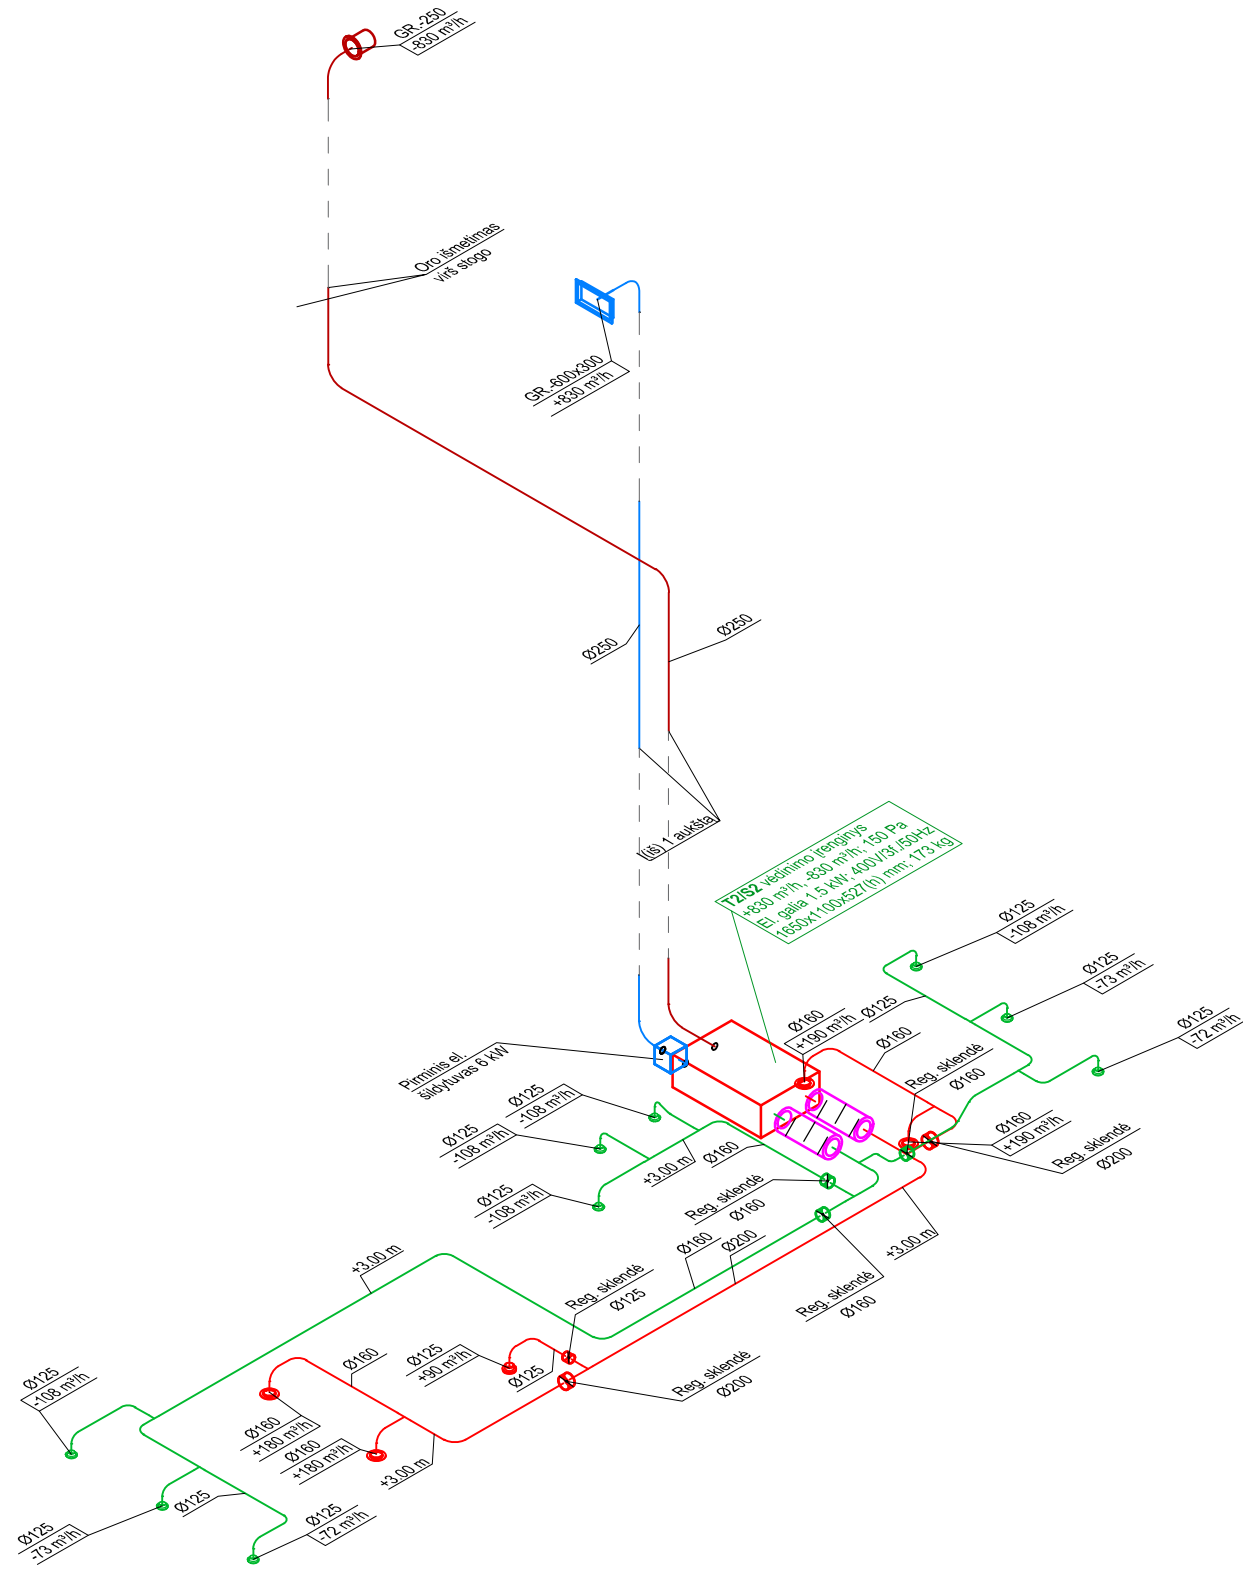 GR.-250
-830 m³/h
Oro išmetimas
virš stogo
GR.-600x300
+830 m³/h
Ø250
Ø250
Į(iš) 1 aukšta
T2/S2 vėdinimo įrenginys
+830 m³/h, -830 m³/h; 150 Pa
El. galia 1.5 kW; 400V/3f./50Hz
1650x1100x527(h) mm; 173 kg
Ø125
-108 m³/h
Ø125
-73 m³/h
Ø125
-72 m³/h
Ø125
Ø160
+190 m³/h
Ø160
Reg. sklendė
Ø160
Pirminis el.
šildytuvas 6 kW
Ø125
-108 m³/h
Ø125
-108 m³/h
Ø125
-108 m³/h
+3.00 m
Ø160
Ø160
+190 m³/h
Reg. sklendė
Ø200
Reg. sklendė
Ø160
Ø160
Ø200
+3.00 m
Reg. sklendė
Ø160
+3.00 m
Reg. sklendė
Ø125
Ø125
+90 m³/h
Ø125
Ø160
Reg. sklendė
Ø200
Ø125
-108 m³/h
Ø160
+180 m³/h
Ø160
+180 m³/h
+3.00 m
Ø125
Ø125
-73 m³/h
Ø125
-72 m³/h